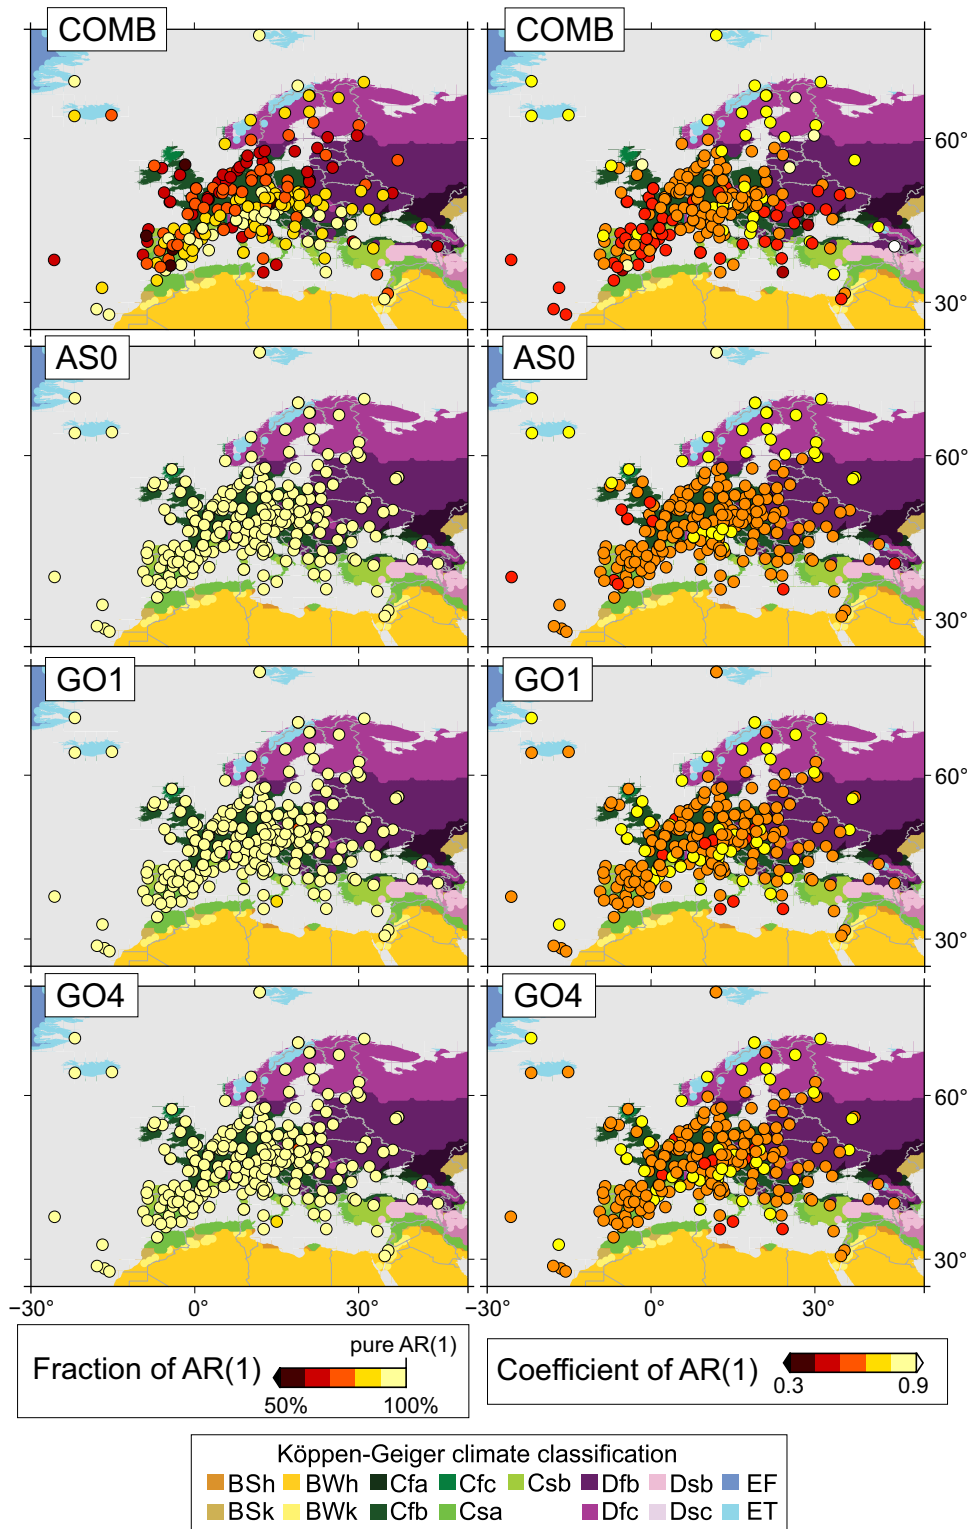 COMB
COMB
60°
30°
AS0
AS0
60°
30°
GO1
GO1
60°
30°
GO4
GO4
60°
30°
−30° 0° 30° −30° 0° 30°
pure AR(1)
Fraction of AR(1)
50% 100%
Coefficient of AR(1)
0.3 0.9
Köppen-Geiger climate classification
BSh BWh Cfa Cfc Csb Dfb Dsb EF
BSk BWk Cfb Csa Dfc Dsc ET